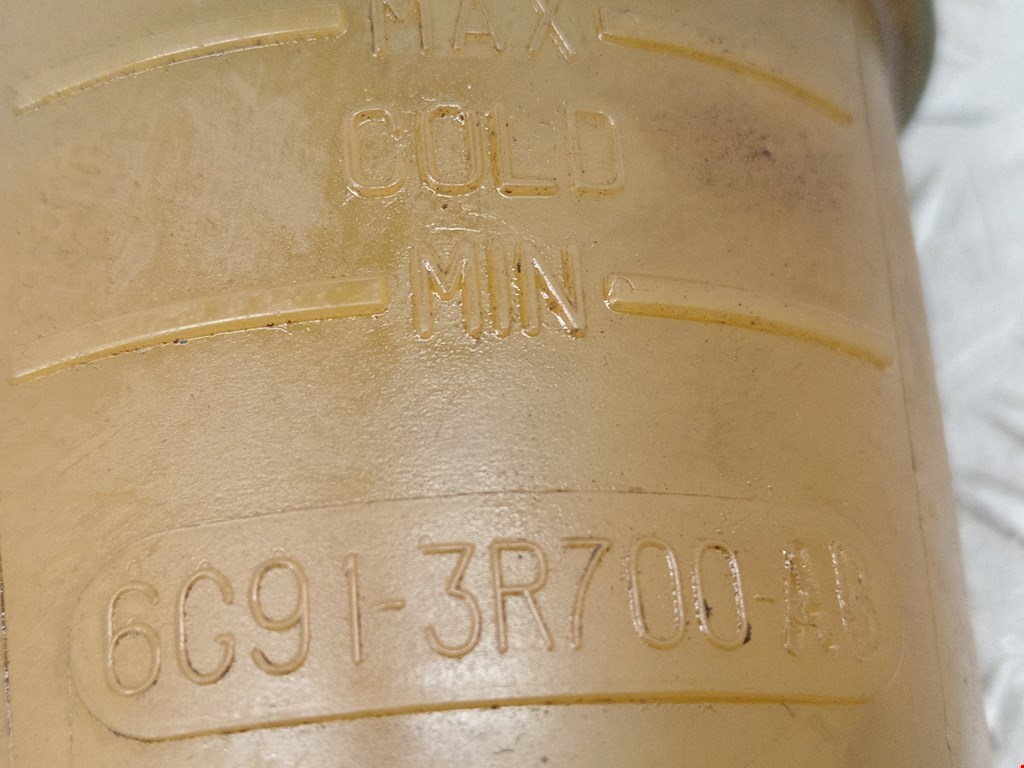 MAX
COLD
MIN
6C91-3R700-AB